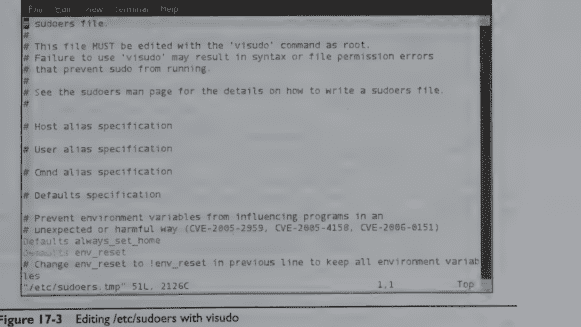 File Edit View Terminal Help
# sudoers file.
#
# This file MUST be edited with the 'visudo' command as root.
# Failure to use 'visudo' may result in syntax or file permission errors
# that prevent sudo from running.
#
# See the sudoers man page for the details on how to write a sudoers file.
#
# Host alias specification
# User alias specification
# Cmnd alias specification
# Defaults specification
# Prevent environment variables from influencing programs in an
# unexpected or harmful way (CVE-2005-2959, CVE-2005-4158, CVE-2006-0151)
Defaults always_set_home
Defaults env_reset
# Change env_reset to !env_reset in previous line to keep all environment variab
les
"/etc/sudoers.tmp" 51L, 2126C 1,1 Top
Figure 17-3 Editing /etc/sudoers with visudo